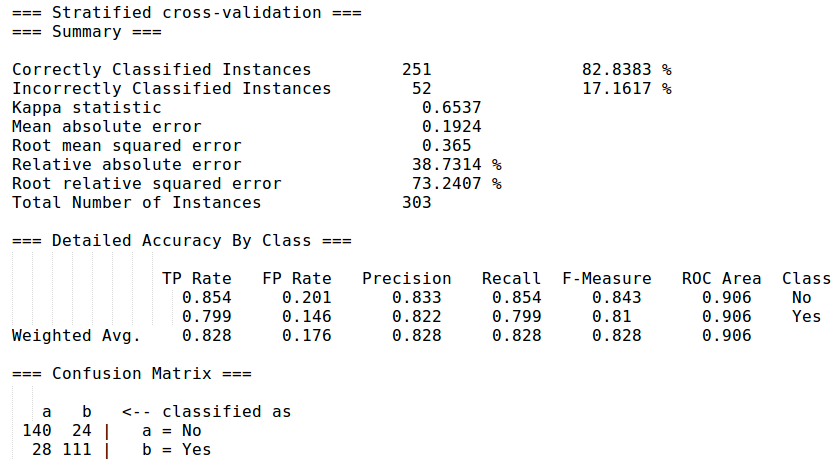 === Stratified cross-validation ===
=== Summary ===
Correctly Classified Instances 251 82.8383 %
Incorrectly Classified Instances 52 17.1617 %
Kappa statistic 0.6537
Mean absolute error 0.1924
Root mean squared error 0.365
Relative absolute error 38.7314 %
Root relative squared error 73.2407 %
Total Number of Instances 303
=== Detailed Accuracy By Class ===
TP Rate FP Rate Precision Recall F-Measure ROC Area Class
0.854 0.201 0.833 0.854 0.843 0.906 No
0.799 0.146 0.822 0.799 0.81 0.906 Yes
Weighted Avg. 0.828 0.176 0.828 0.828 0.828 0.906
=== Confusion Matrix ===
a b <-- classified as
140 24 | a = No
28 111 | b = Yes